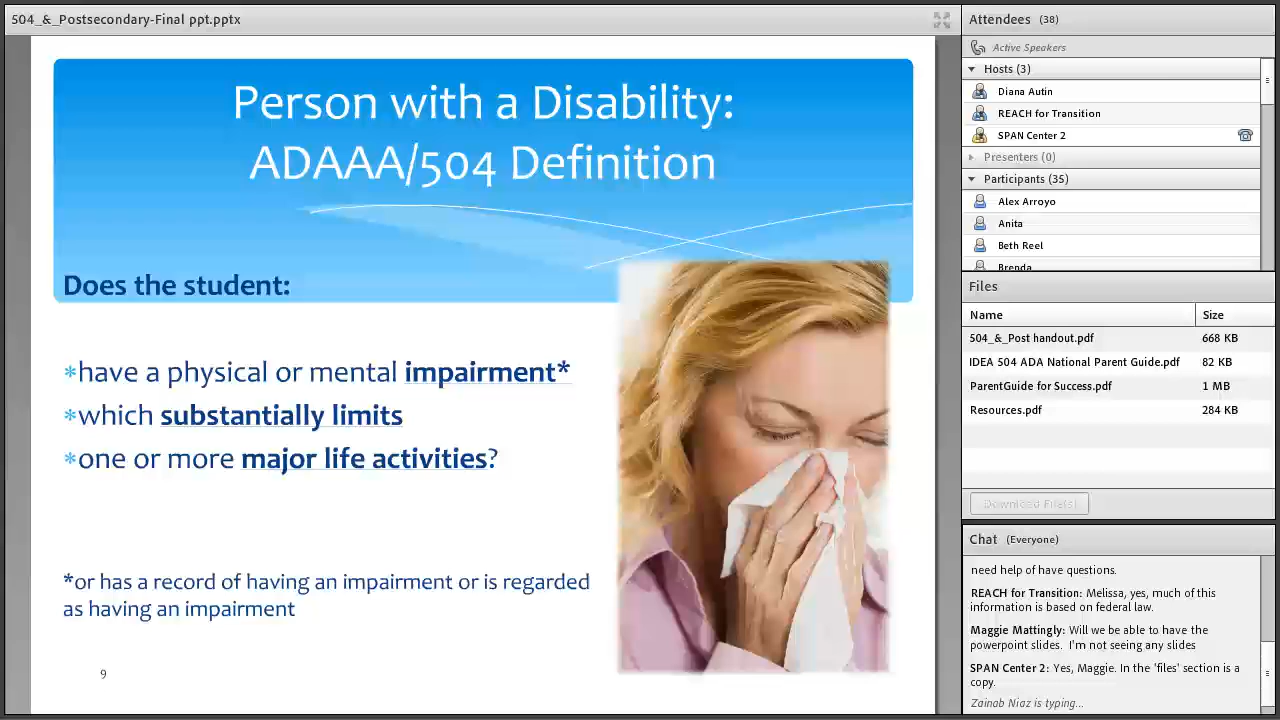 504_&_Postsecondary-Final ppt.pptx
Person with a Disability:
ADAAA/504 Definition
Does the student:
*have a physical or mental impairment*
*which substantially limits
*one or more major life activities?
*or has a record of having an impairment or is regarded
as having an impairment
9
Attendees (38)
Active Speakers
Hosts (3)
Diana Autin
REACH for Transition
SPAN Center 2
Presenters (0)
Participants (35)
Alex Arroyo
Anita
Beth Reel
Brenda
Files
Name Size
504_&_Post handout.pdf 668 KB
IDEA 504 ADA National Parent Guide.pdf 82 KB
ParentGuide for Success.pdf 1 MB
Resources.pdf 284 KB
Download File(s)
Chat (Everyone)
need help of have questions.
REACH for Transition: Melissa, yes, much of this
information is based on federal law.
Maggie Mattingly: Will we be able to have the
powerpoint slides. I'm not seeing any slides
SPAN Center 2: Yes, Maggie. In the 'files' section is a
copy.
Zainab Niaz is typing...